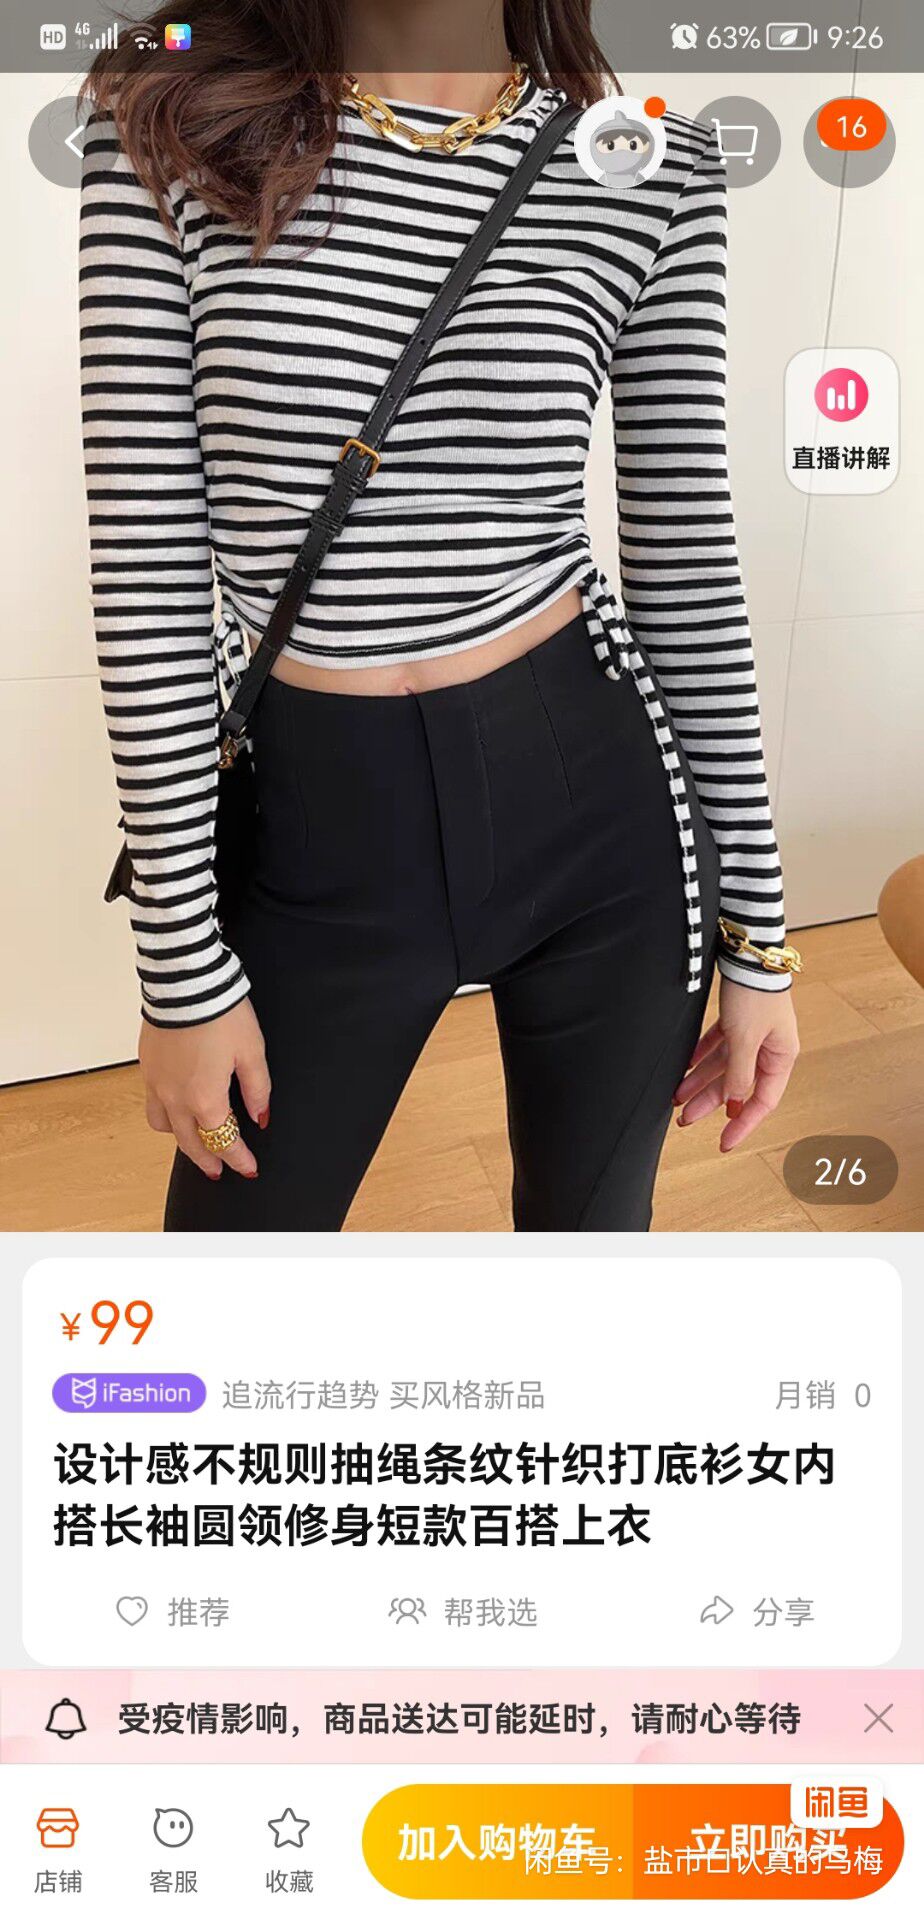 HD 4G 63% 9:26
16
直播讲解
2/6
¥99
iFashion 追流行趋势 买风格新品 月销 0
设计感不规则抽绳条纹针织打底衫女内
搭长袖圆领修身短款百搭上衣
推荐 帮我选 分享
受疫情影响，商品送达可能延时，请耐心等待
闲鱼
加入购物车 立即购买
闲鱼号：盐市口认真的乌梅
店铺 客服 收藏